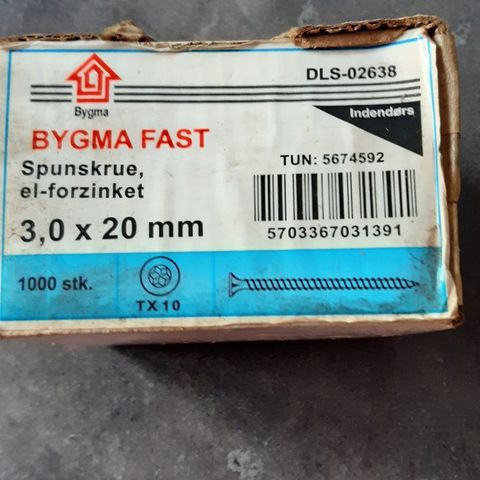 Bygma
DLS-02638
Indendørs
BYGMA FAST
Spunskrue,
el-forzinket
3,0 x 20 mm
TUN: 5674592
5703367031391
1000 stk.
TX 10